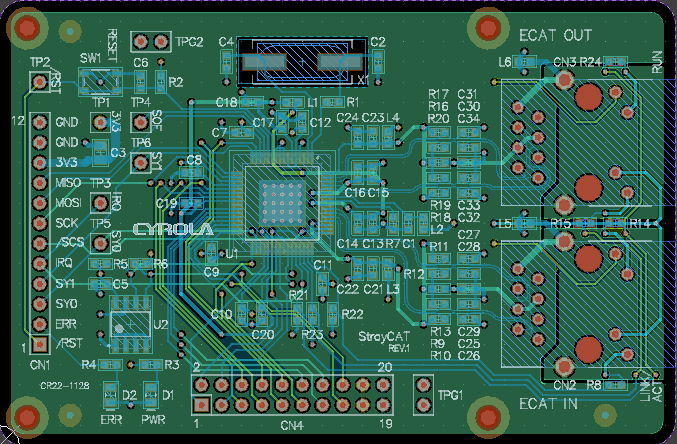 ECAT OUT
RESET
TP2
SW1
C6
R2
TPG2
C4
C2
LX1
L6
CN3
R24
RUN
RST
TP1
TP4
3V3
SOF
C18
L1
R1
C17
C12
C7
R17
C31
R16
C30
R20
C34
C24
C23
L4
12
GND
GND
3V3
MISO
MOSI
SCK
/SCS
IRQ
SY1
SY0
ERR
/RST
1
CN1
C3
TP6
SY1
TP3
IRQ
TP5
SY0
C8
C19
CYROLA
U1
C9
C16
C15
R19
C33
R18
C32
C14
C13
R7
C1
L2
C27
L5
R15
R14
R11
C28
R5
R6
C5
C11
C22
C21
L3
R12
R21
U2
C10
C20
R23
R22
StrayCAT
REV.1
R13
C29
R9
C25
R10
C26
R4
R3
CR22-1128
D2
D1
ERR
PWR
2
20
1
19
CN4
TPG1
CN2
R8
LINK
ACT
ECAT IN